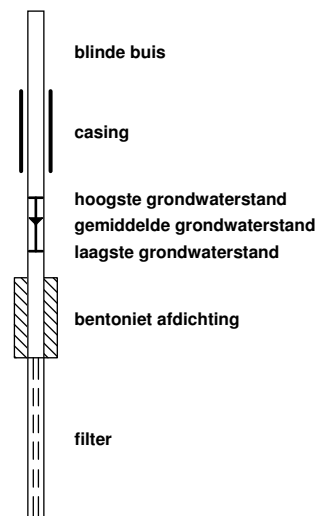 blinde buis
casing
hoogste grondwaterstand
gemiddelde grondwaterstand
laagste grondwaterstand
bentoniet afdichting
filter